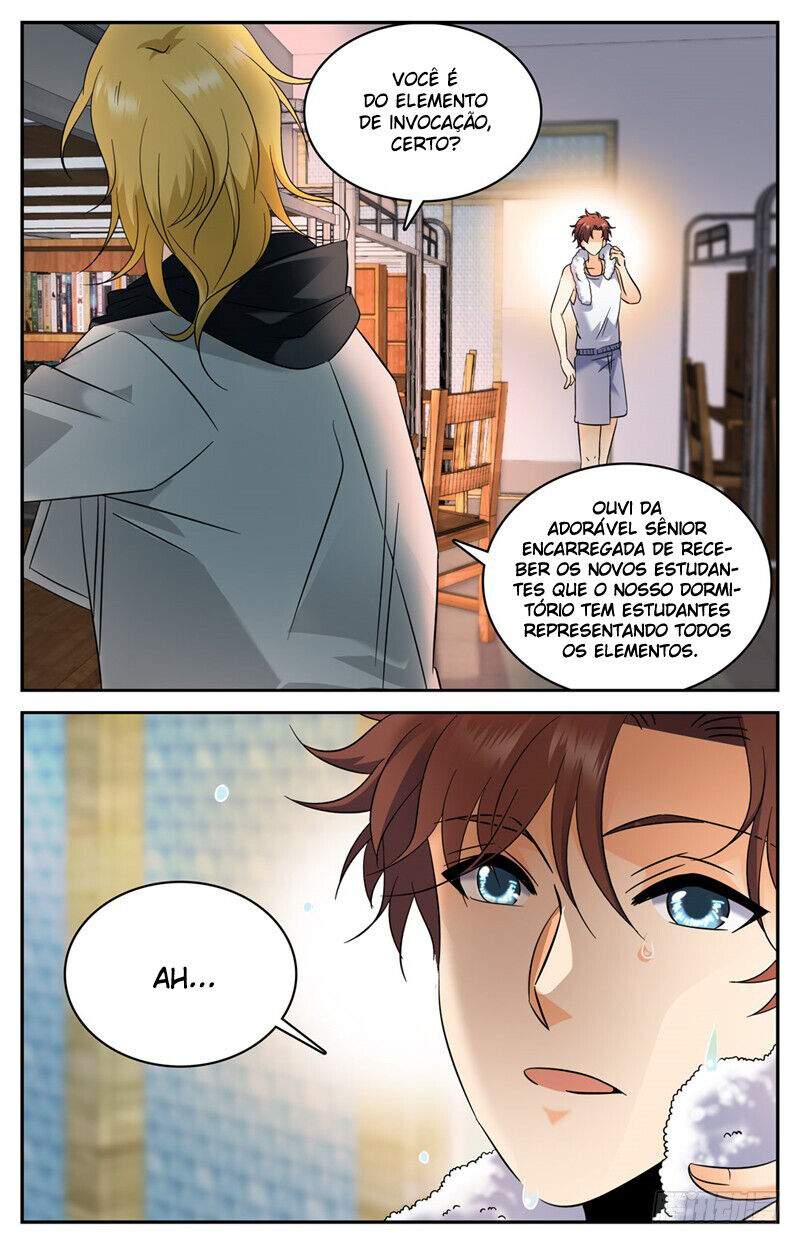 VOCÊ É
DO ELEMENTO
DE INVOCAÇÃO,
CERTO?
OUVI DA
ADORÁVEL SÊNIOR
ENCARREGADA DE RECE-
BER OS NOVOS ESTUDAN-
TES QUE O NOSSO DORMI-
TÓRIO TEM ESTUDANTES
REPRESENTANDO TODOS
OS ELEMENTOS.
AH...